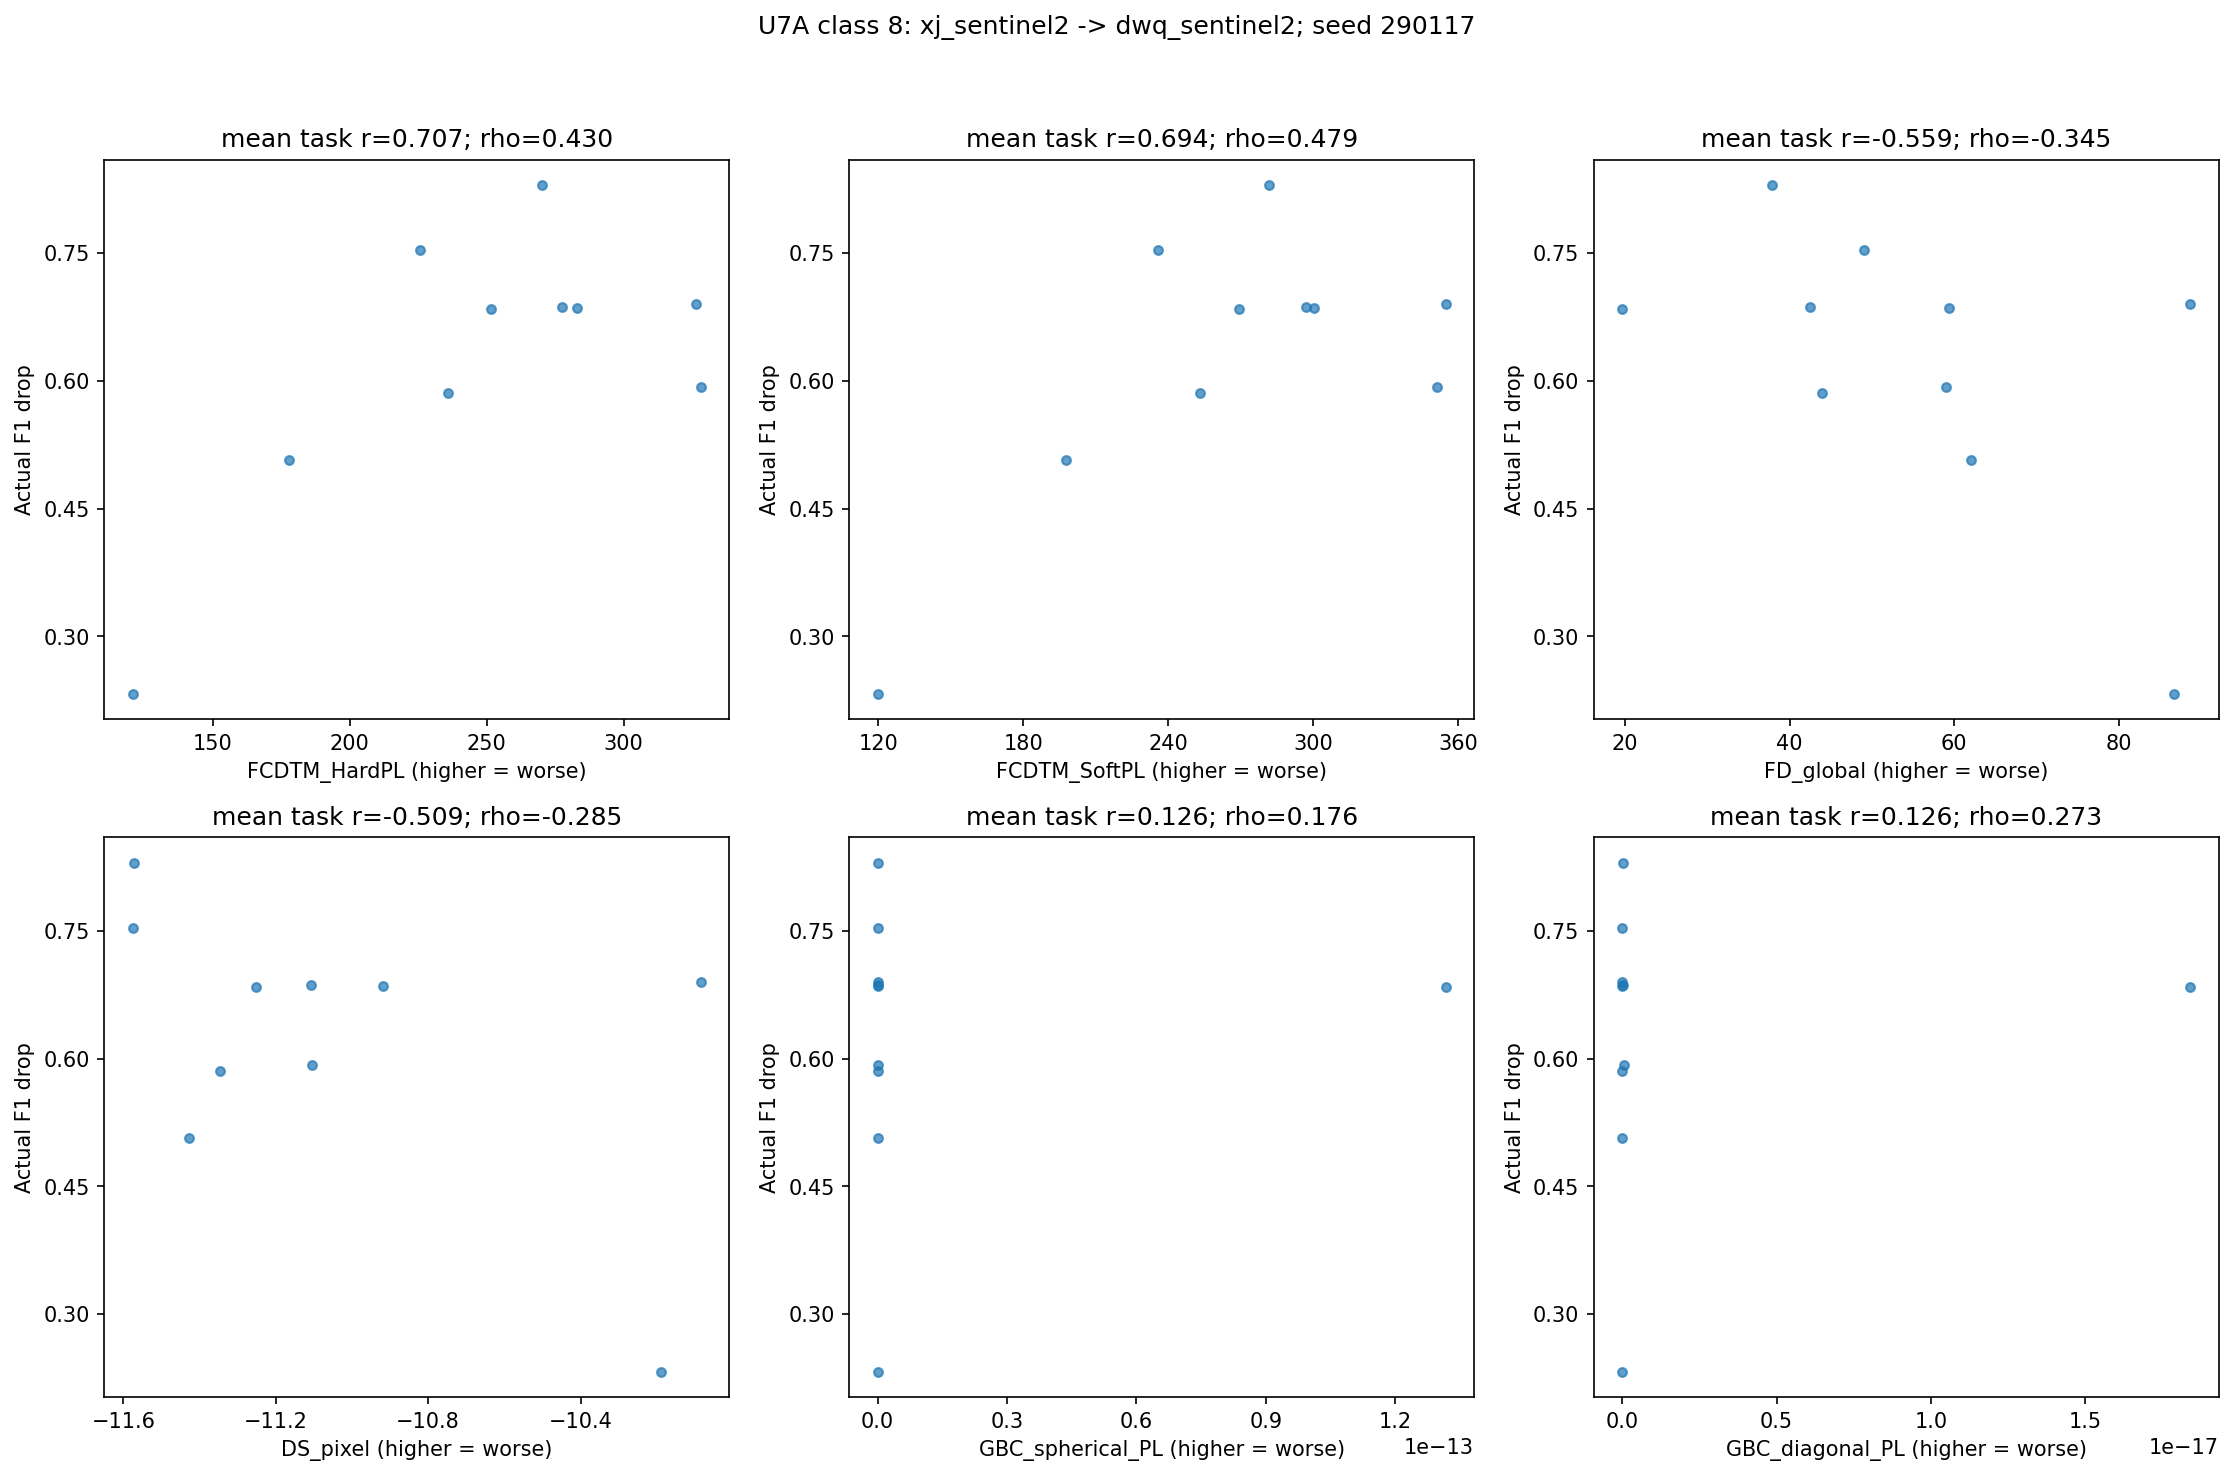 U7A class 8: xj_sentinel2 -> dwq_sentinel2; seed 290117
mean task r=0.707; rho=0.430
0.75
0.60
0.45
0.30
Actual F1 drop
150 200 250 300
FCDTM_HardPL (higher = worse)
mean task r=0.694; rho=0.479
0.75
0.60
0.45
0.30
Actual F1 drop
120 180 240 300 360
FCDTM_SoftPL (higher = worse)
mean task r=-0.559; rho=-0.345
0.75
0.60
0.45
0.30
Actual F1 drop
20 40 60 80
FD_global (higher = worse)
mean task r=-0.509; rho=-0.285
0.75
0.60
0.45
0.30
Actual F1 drop
−11.6 −11.2 −10.8 −10.4
DS_pixel (higher = worse)
mean task r=0.126; rho=0.176
0.75
0.60
0.45
0.30
Actual F1 drop
0.0 0.3 0.6 0.9 1.2
GBC_spherical_PL (higher = worse)
1e−13
mean task r=0.126; rho=0.273
0.75
0.60
0.45
0.30
Actual F1 drop
0.0 0.5 1.0 1.5
GBC_diagonal_PL (higher = worse)
1e−17